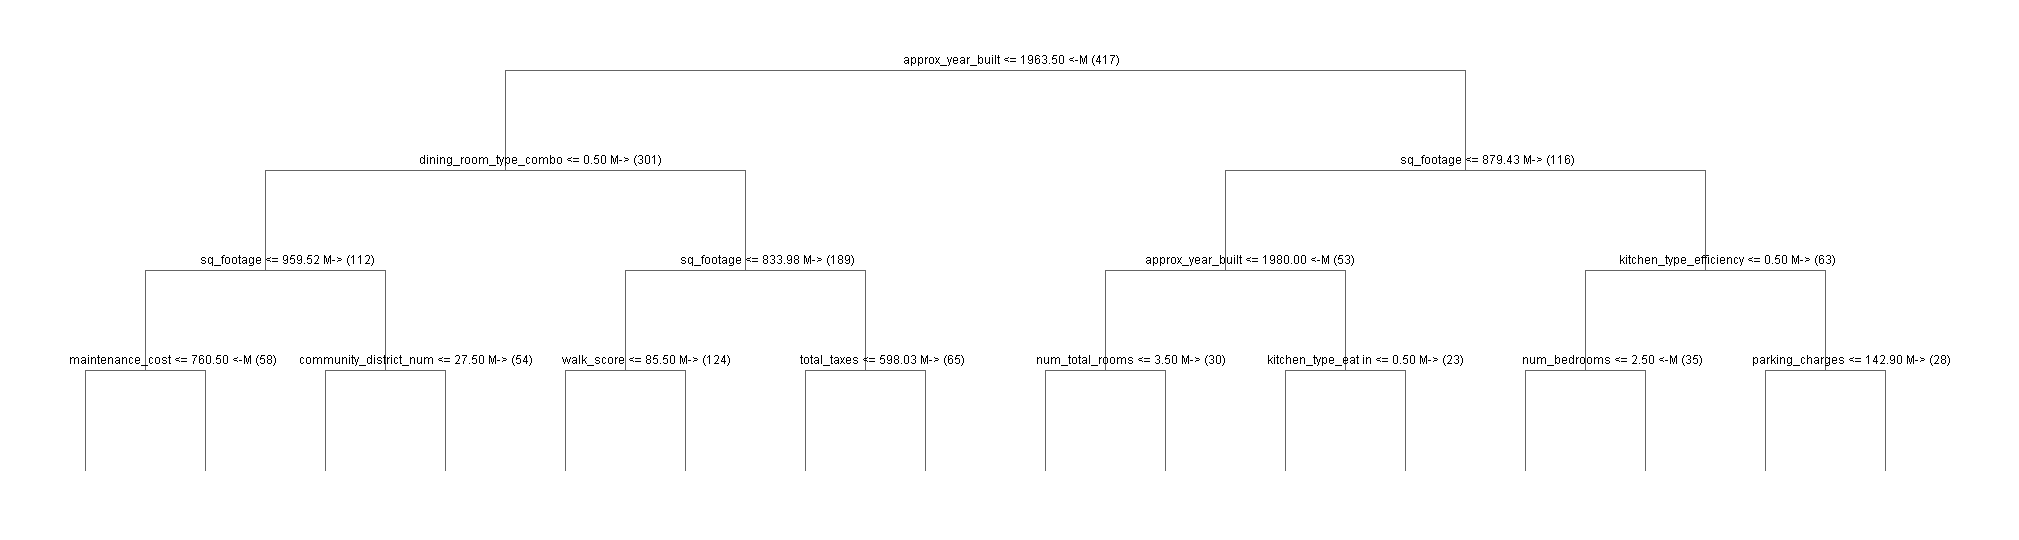 approx_year_built <= 1963.50 <-M (417)
dining_room_type_combo <= 0.50 M-> (301)
sq_footage <= 879.43 M-> (116)
sq_footage <= 959.52 M-> (112)
sq_footage <= 833.98 M-> (189)
approx_year_built <= 1980.00 <-M (53)
kitchen_type_efficiency <= 0.50 M-> (63)
maintenance_cost <= 760.50 <-M (58)
community_district_num <= 27.50 M-> (54)
walk_score <= 85.50 M-> (124)
total_taxes <= 598.03 M-> (65)
num_total_rooms <= 3.50 M-> (30)
kitchen_type_eat in <= 0.50 M-> (23)
num_bedrooms <= 2.50 <-M (35)
parking_charges <= 142.90 M-> (28)